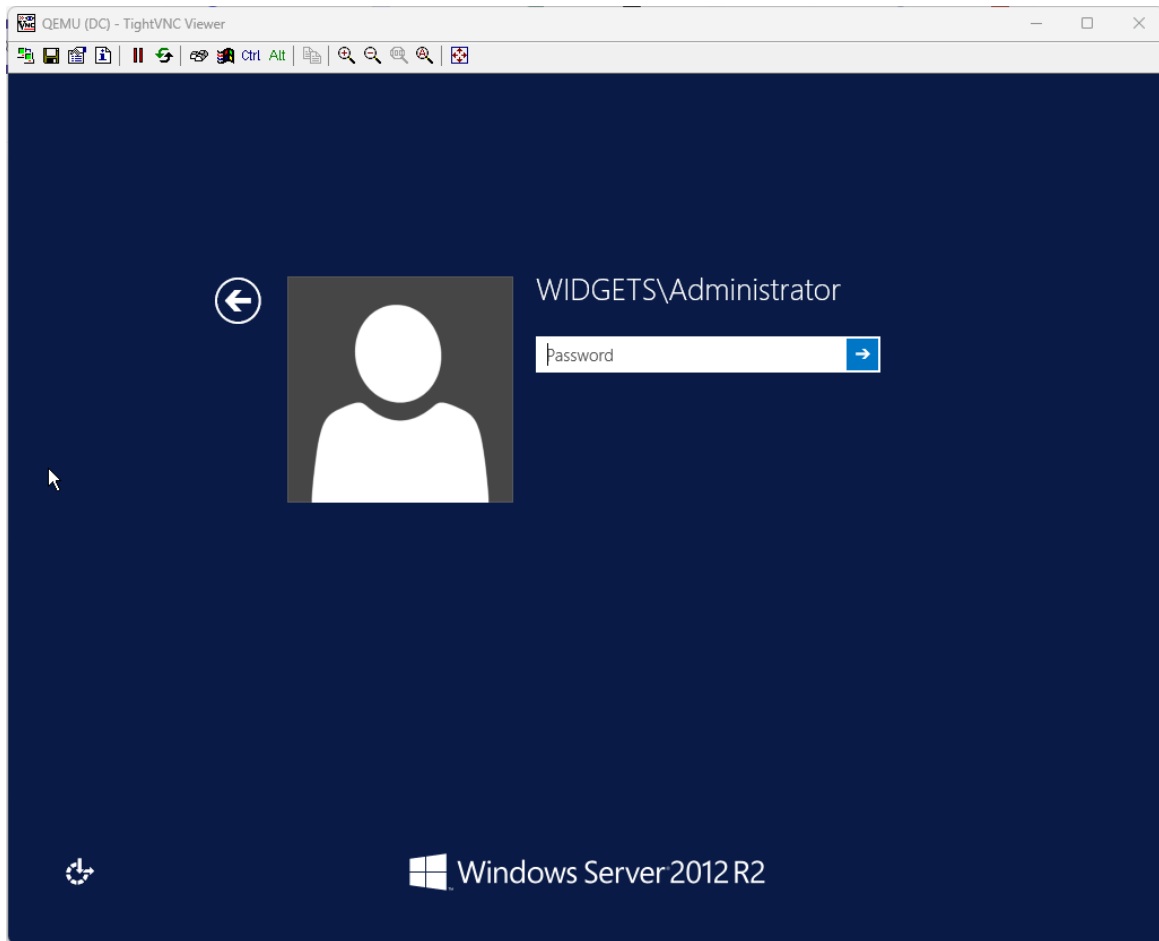 QEMU (DC) - TightVNC Viewer
Ctrl Alt
WIDGETS\Administrator
Password
Windows Server 2012 R2